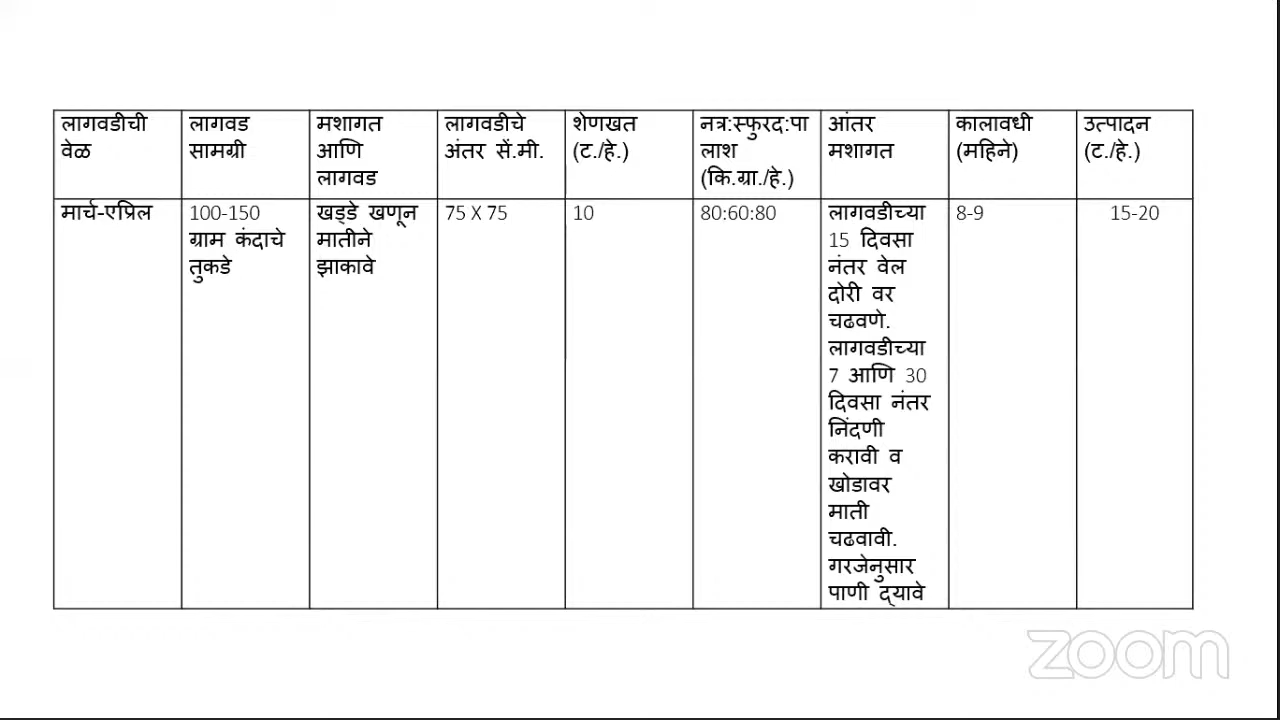 लागवडीची
वेळ
लागवड
सामग्री
मशागत
आणि
लागवड
लागवडीचे
अंतर सें.मी.
शेणखत
(ट./हे.)
नत्र:स्फुरद:पा
लाश
(कि.ग्रा./हे.)
आंतर
मशागत
कालावधी
(महिने)
उत्पादन
(ट./हे.)
मार्च-एप्रिल
100-150
ग्राम कंदाचे
तुकडे
खड्डे खणून
मातीने
झाकावे
75 X 75
10
80:60:80
लागवडीच्या
15 दिवसा
नंतर वेल
दोरी वर
चढवणे.
लागवडीच्या
7 आणि 30
दिवसा नंतर
निंदणी
करावी व
खोडावर
माती
चढवावी.
गरजेनुसार
पाणी द्यावे
8-9
15-20
zoom